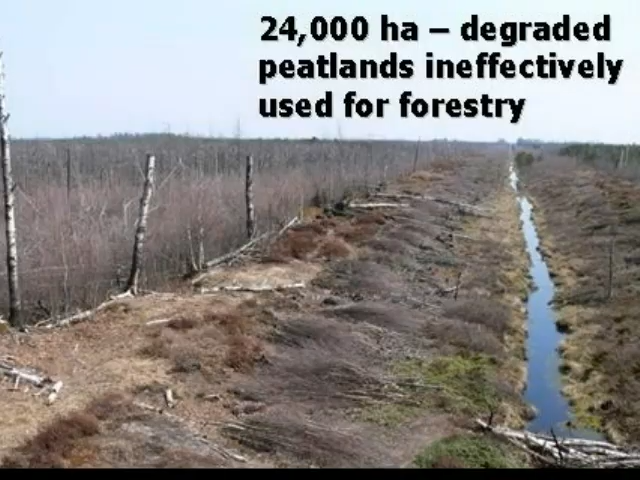 24,000 ha – degraded
peatlands ineffectively
used for forestry